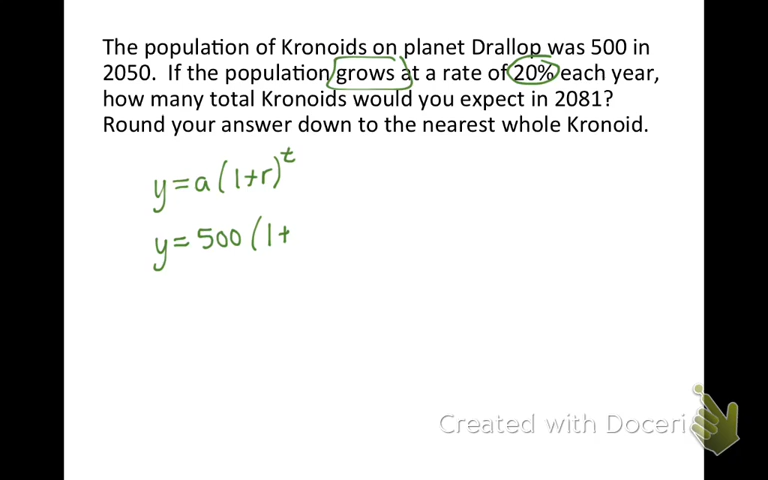 The population of Kronoids on planet Drallop was 500 in
2050.  If the population grows at a rate of 20% each year,
how many total Kronoids would you expect in 2081?
Round your answer down to the nearest whole Kronoid.
y=a(1+r)^t
y=500(1+
Created with Doceri